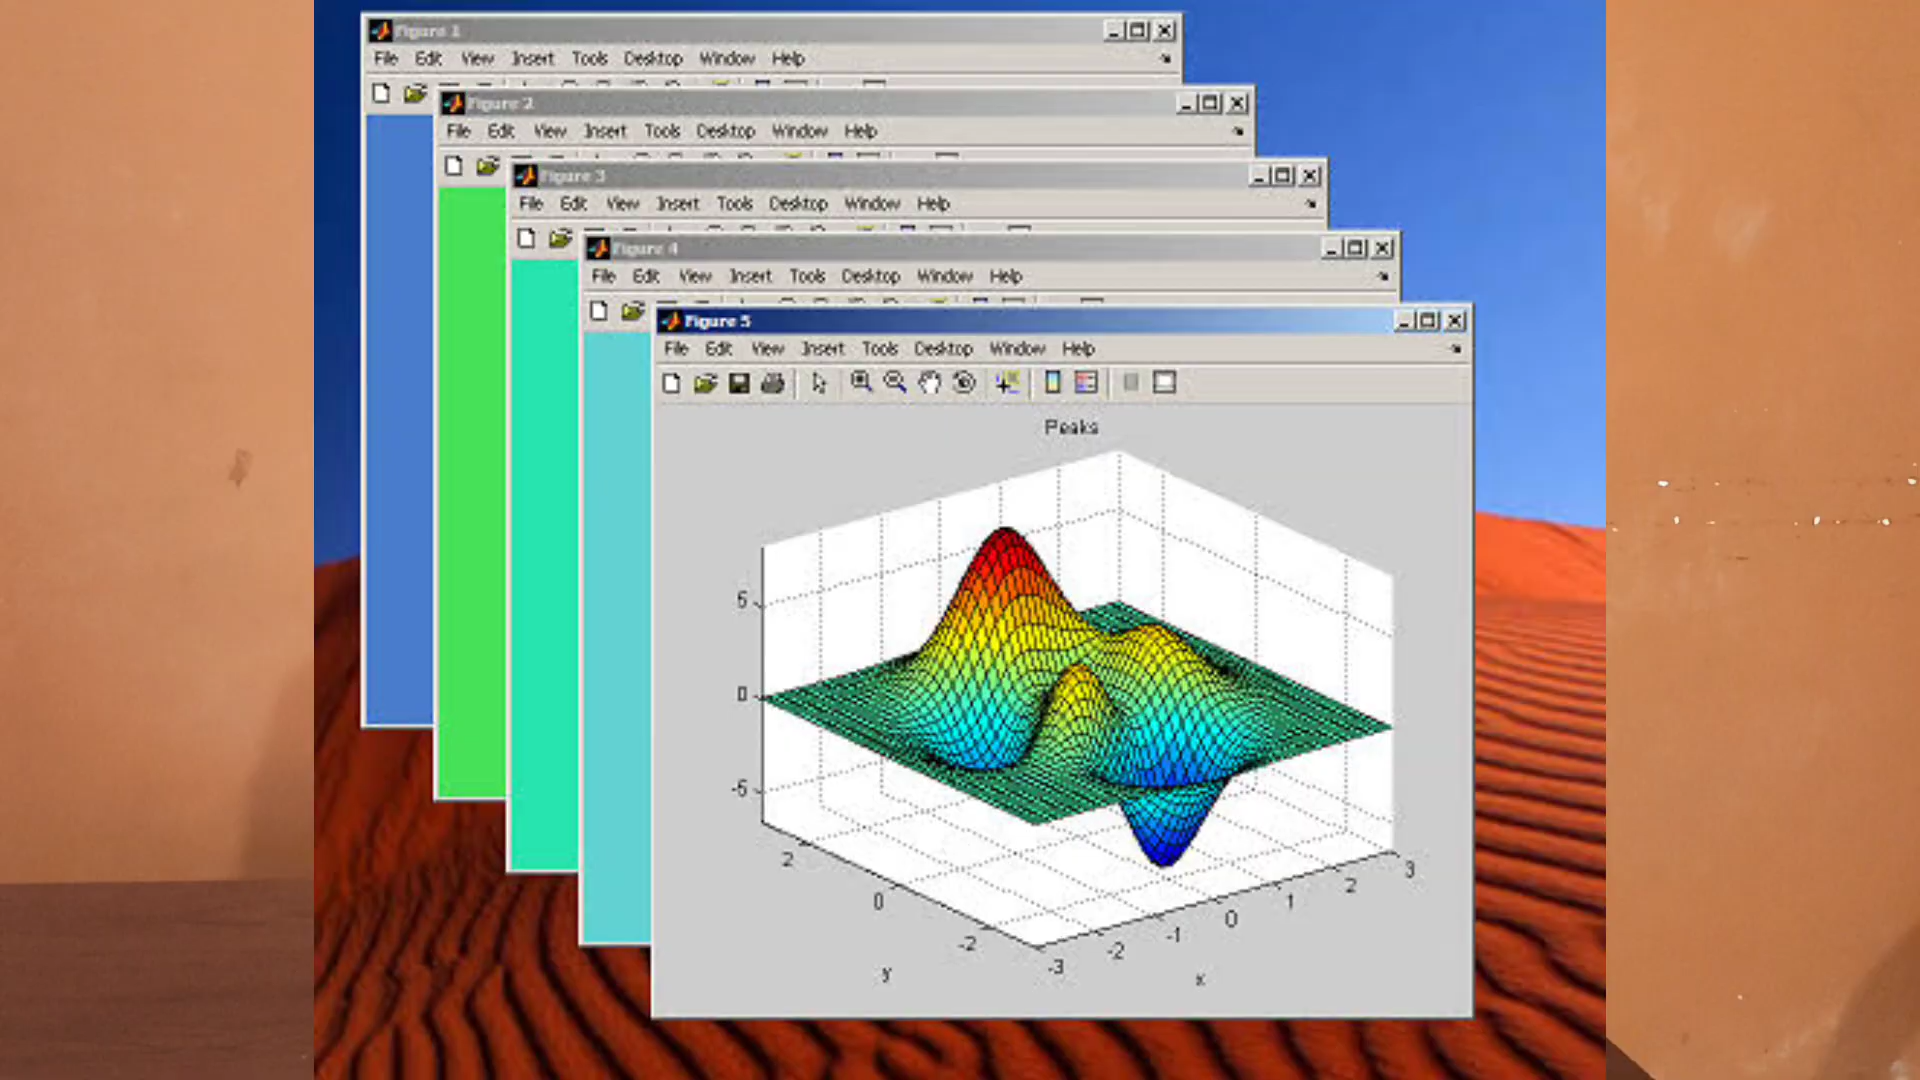 Figure 1
File Edit View Insert Tools Desktop Window Help
Figure 2
File Edit View Insert Tools Desktop Window Help
Figure 3
File Edit View Insert Tools Desktop Window Help
Figure 4
File Edit View Insert Tools Desktop Window Help
Figure 5
File Edit View Insert Tools Desktop Window Help
Peaks
5
0
-5
2
0
-2
y
-3 -2 -1 0 1 2 3
x